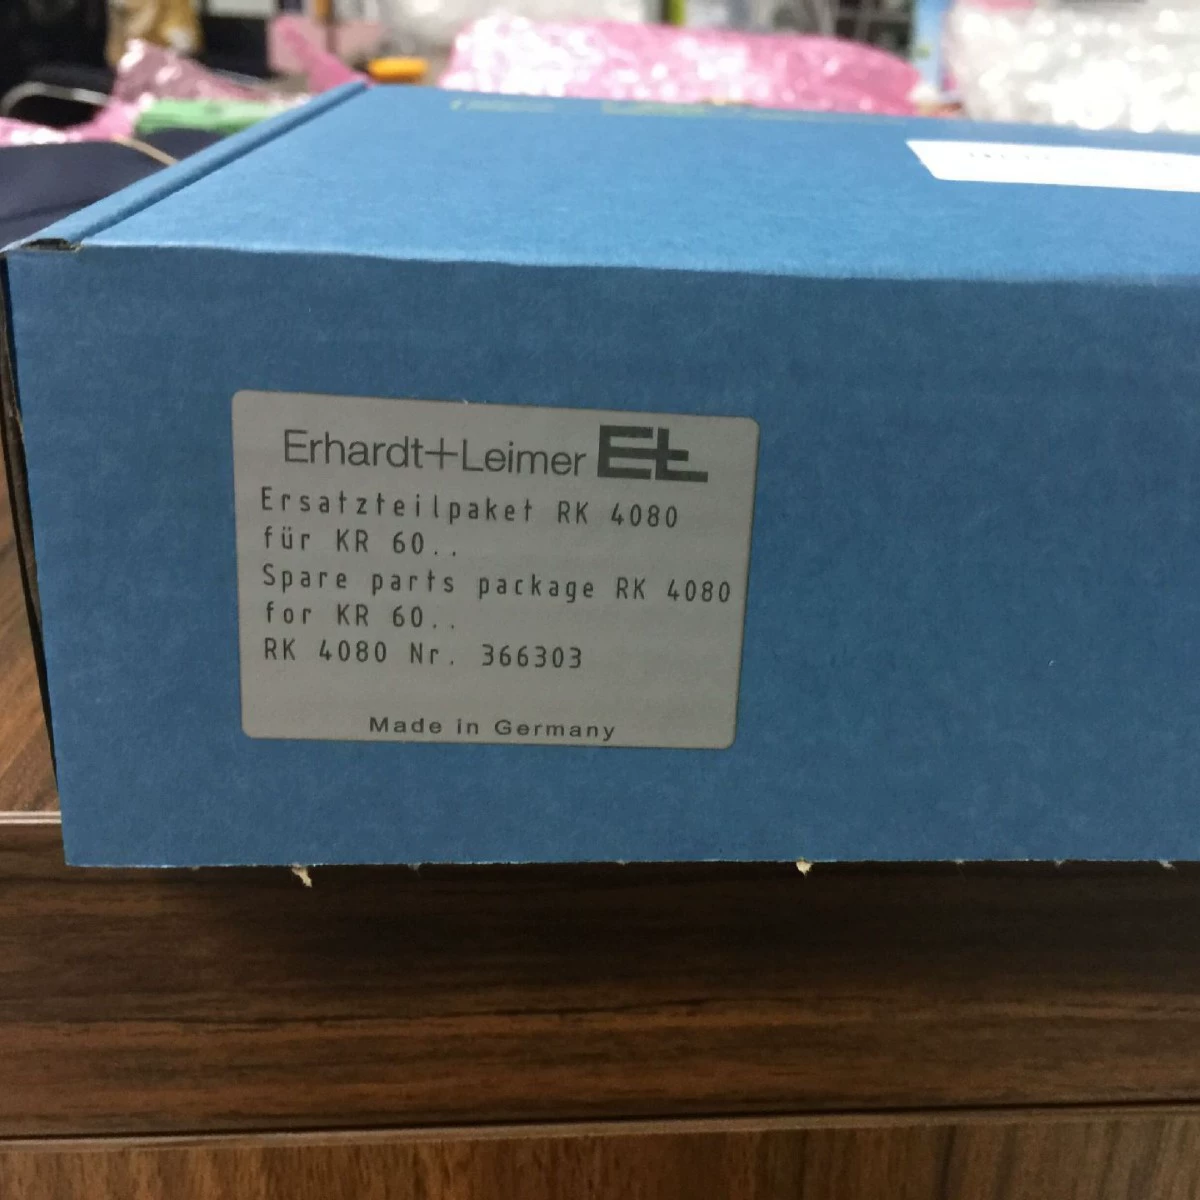 Erhardt+Leimer EL
Ersatzteilpaket RK 4080
für KR 60..
Spare parts package RK 4080
for KR 60..
RK 4080 Nr. 366303
Made in Germany